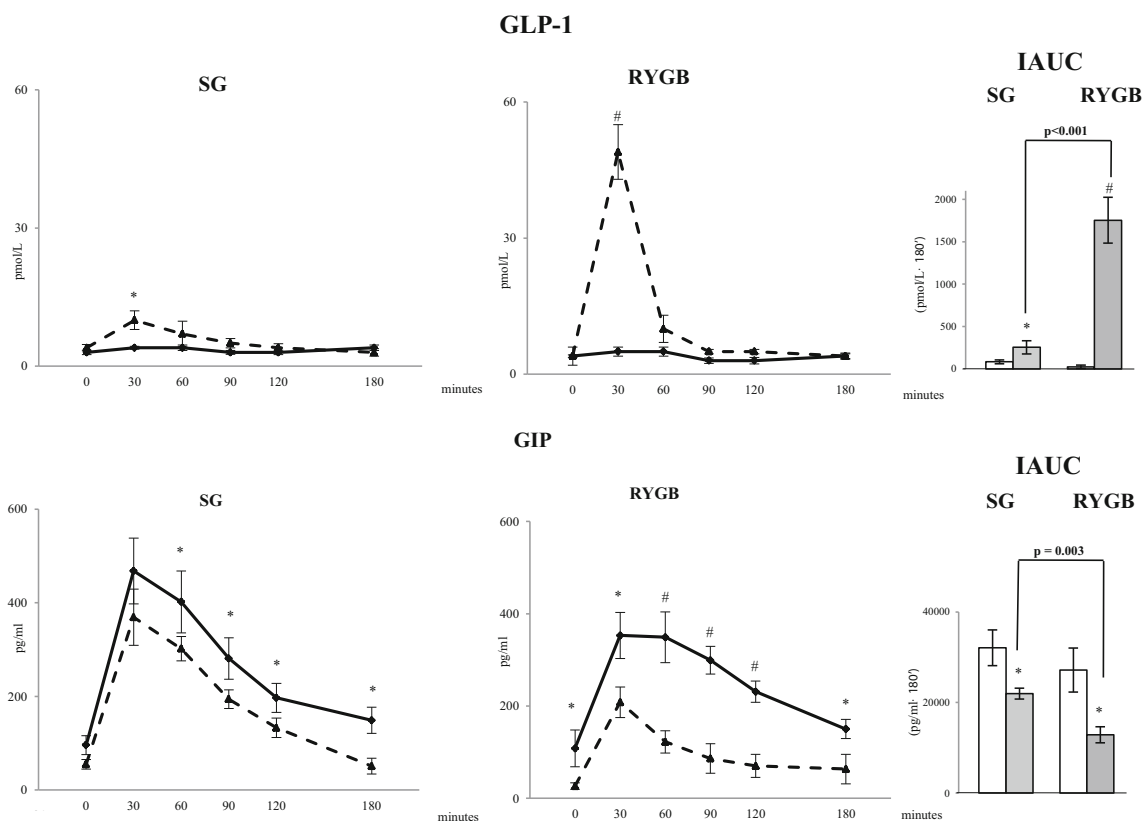 GLP-1
SG
60
30
0
pmol/L
*
0 30 60 90 120 180
minutes
RYGB
60
30
0
pmol/L
#
0 30 60 90 120 180
minutes
IAUC
SG RYGB
p<0.001
2000
1500
1000
500
0
(pmol/L· 180')
*
#
GIP
SG
600
400
200
0
pg/ml
* * * *
0 30 60 90 120 180
minutes
RYGB
600
400
200
0
pg/ml
* * # # # *
0 30 60 90 120 180
minutes
IAUC
SG RYGB
p = 0.003
40000
20000
0
(pg/ml· 180')
*
*